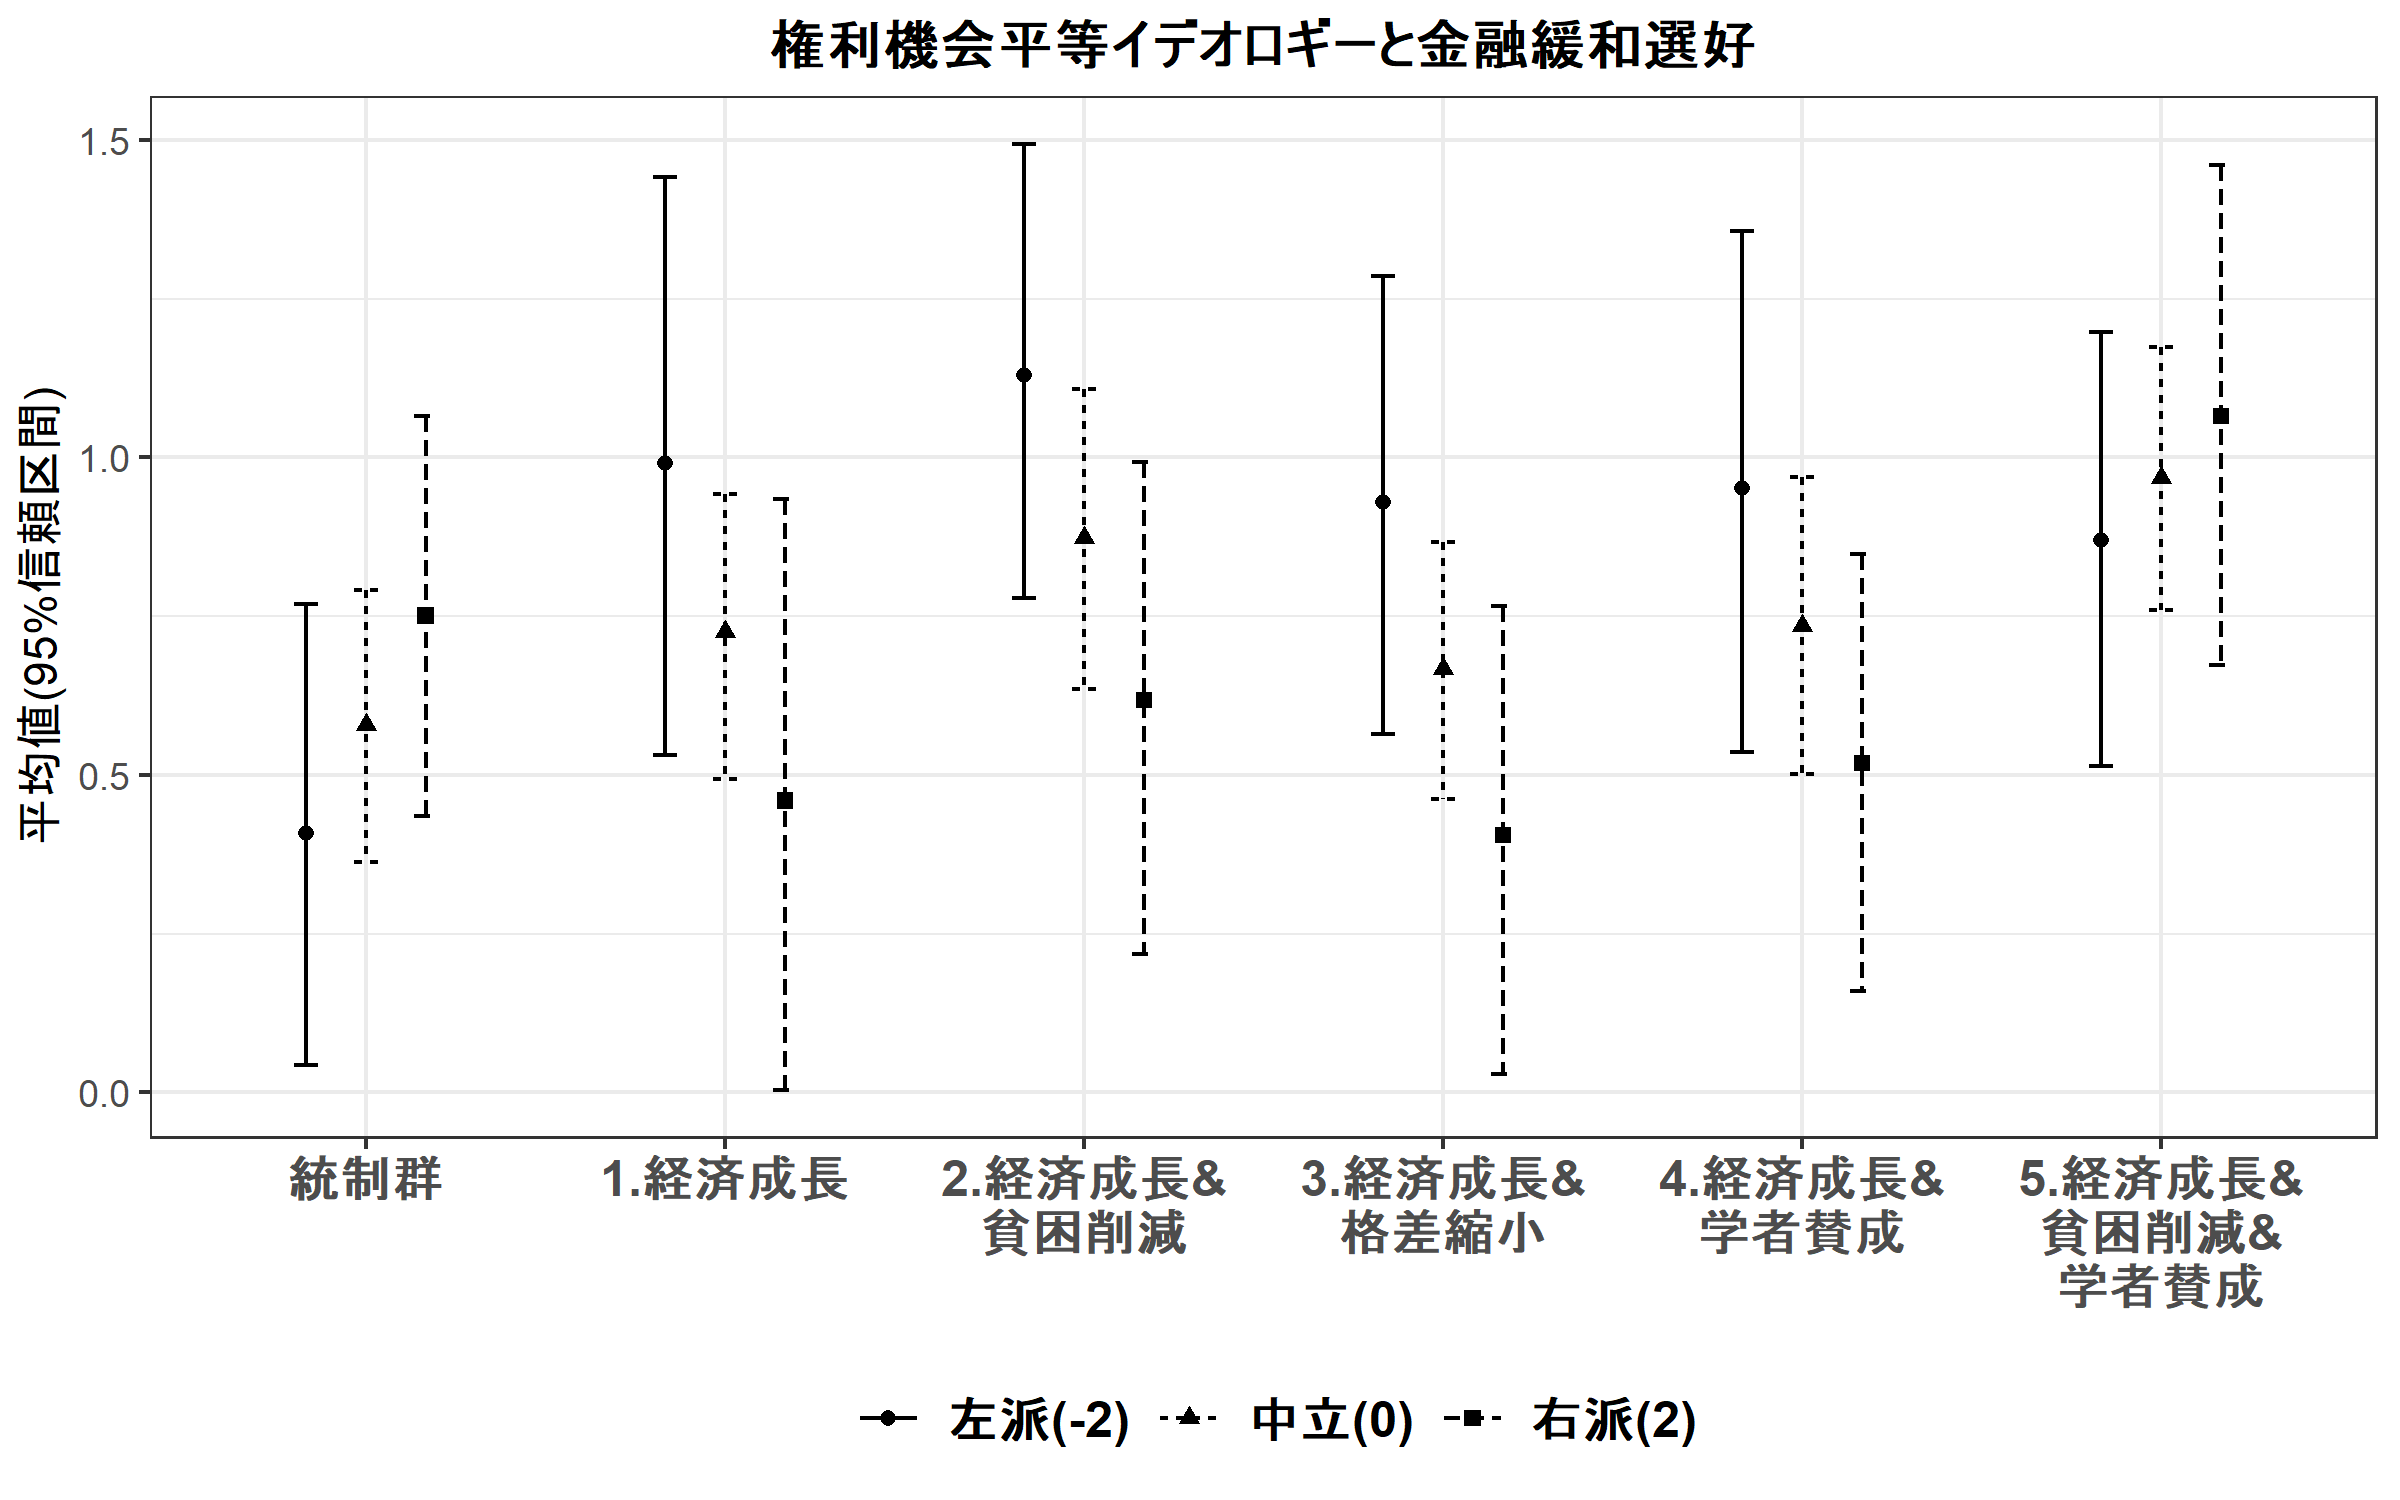 権利機会平等イデオロギーと金融緩和選好
平均値(95%信頼区間)
1.5
1.0
0.5
0.0
統制群
1.経済成長
2.経済成長&
貧困削減
3.経済成長&
格差縮小
4.経済成長&
学者賛成
5.経済成長&
貧困削減&
学者賛成
左派(-2)
中立(0)
右派(2)